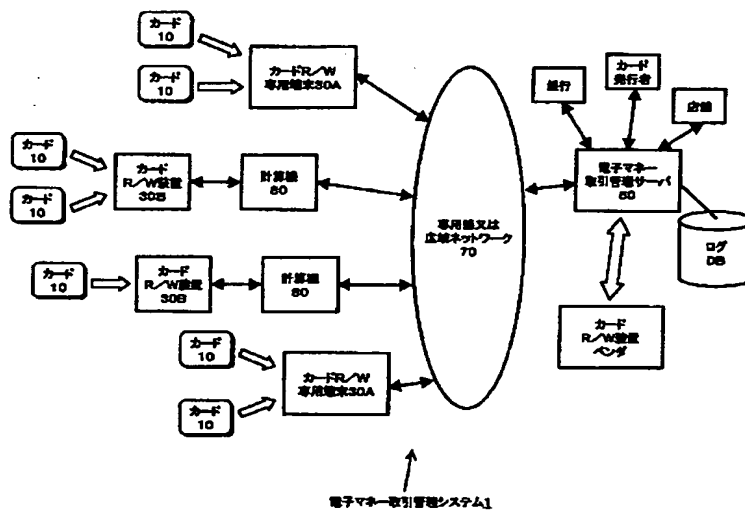 カード
10
カード
10
カードR/W
専用端末30A
カード
10
カード
10
カード
R/W装置
30B
計算機
80
カード
10
カード
R/W装置
30B
計算機
80
カード
10
カード
10
カードR/W
専用端末30A
専用線又は
広域ネットワーク
70
銀行
カード
発行者
店舗
電子マネー
取引管理サーバ
60
ログ
DB
カード
R/W装置
ベンダ
電子マネー取引管理システム1